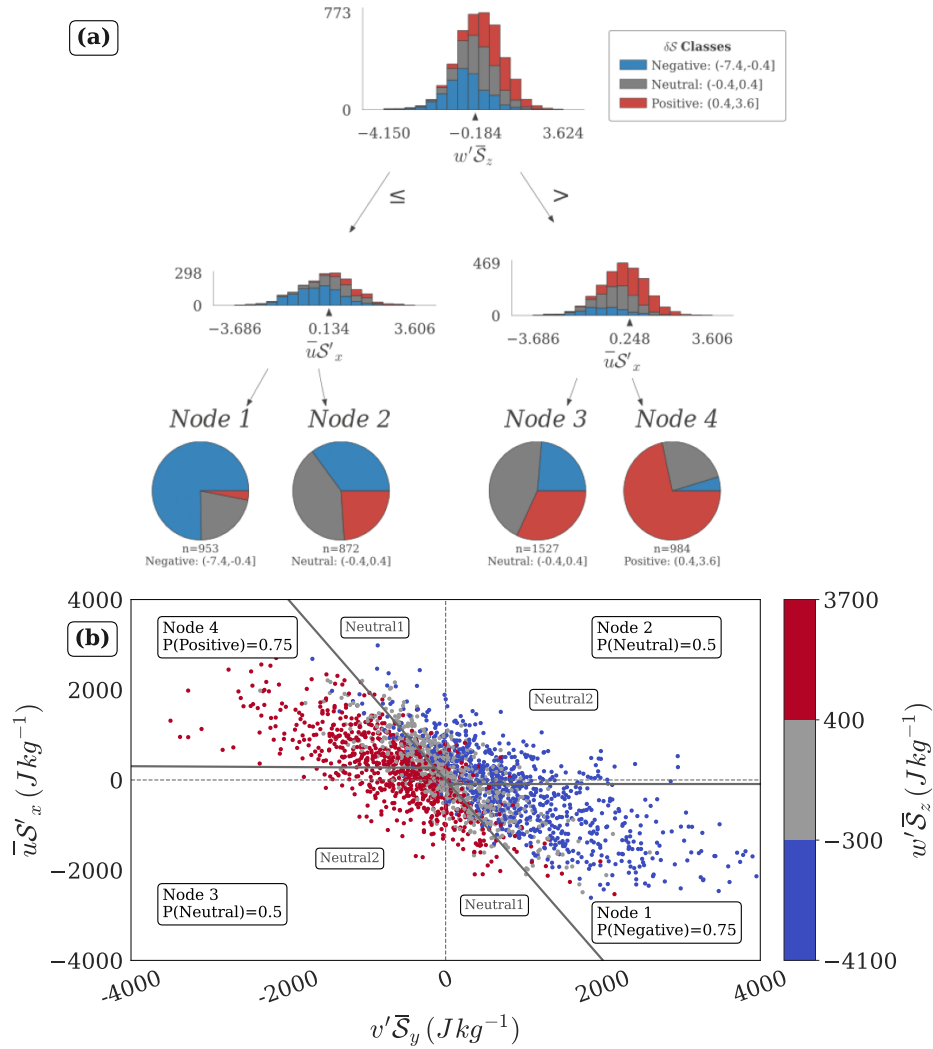 (a)
773
0
−4.150
−0.184
3.624
w′S̅_z
δS Classes
Negative: (-7.4,-0.4]
Neutral: (-0.4,0.4]
Positive: (0.4,3.6]
≤
>
298
0
−3.686
0.134
3.606
u̅S′_x
469
0
−3.686
0.248
3.606
u̅S′_x
Node 1
Node 2
Node 3
Node 4
n=953
Negative: (-7.4,-0.4]
n=872
Neutral: (-0.4,0.4]
n=1527
Neutral: (-0.4,0.4]
n=984
Positive: (0.4,3.6]
(b)
4000
2000
0
−2000
−4000
u̅S′_x (J kg⁻¹)
Node 4
P(Positive)=0.75
Neutral1
Node 2
P(Neutral)=0.5
Neutral2
Neutral2
Node 3
P(Neutral)=0.5
Neutral1
Node 1
P(Negative)=0.75
-4000
-2000
0
2000
4000
v′S̅_y (J kg⁻¹)
3700
400
−300
−4100
w′S̅_z (J kg⁻¹)